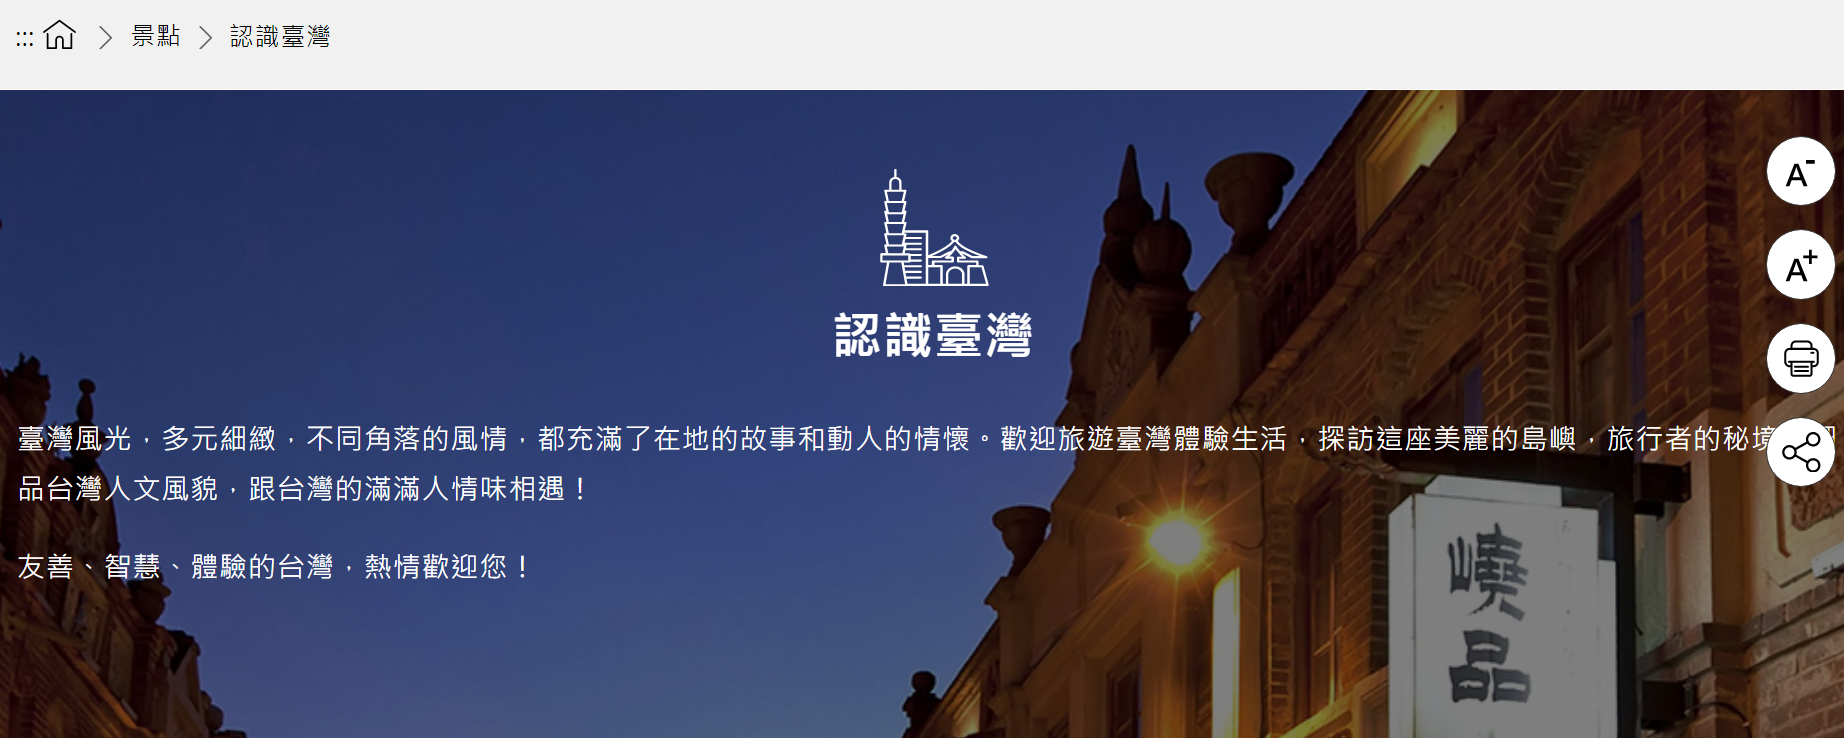 ::: 景點 認識臺灣
A-
A+
認識臺灣
臺灣風光，多元細緻，不同角落的風情，都充滿了在地的故事和動人的情懷。歡迎旅遊臺灣體驗生活，探訪這座美麗的島嶼，旅行者的秘境
品台灣人文風貌，跟台灣的滿滿人情味相遇！
友善、智慧、體驗的台灣，熱情歡迎您！
嶢品